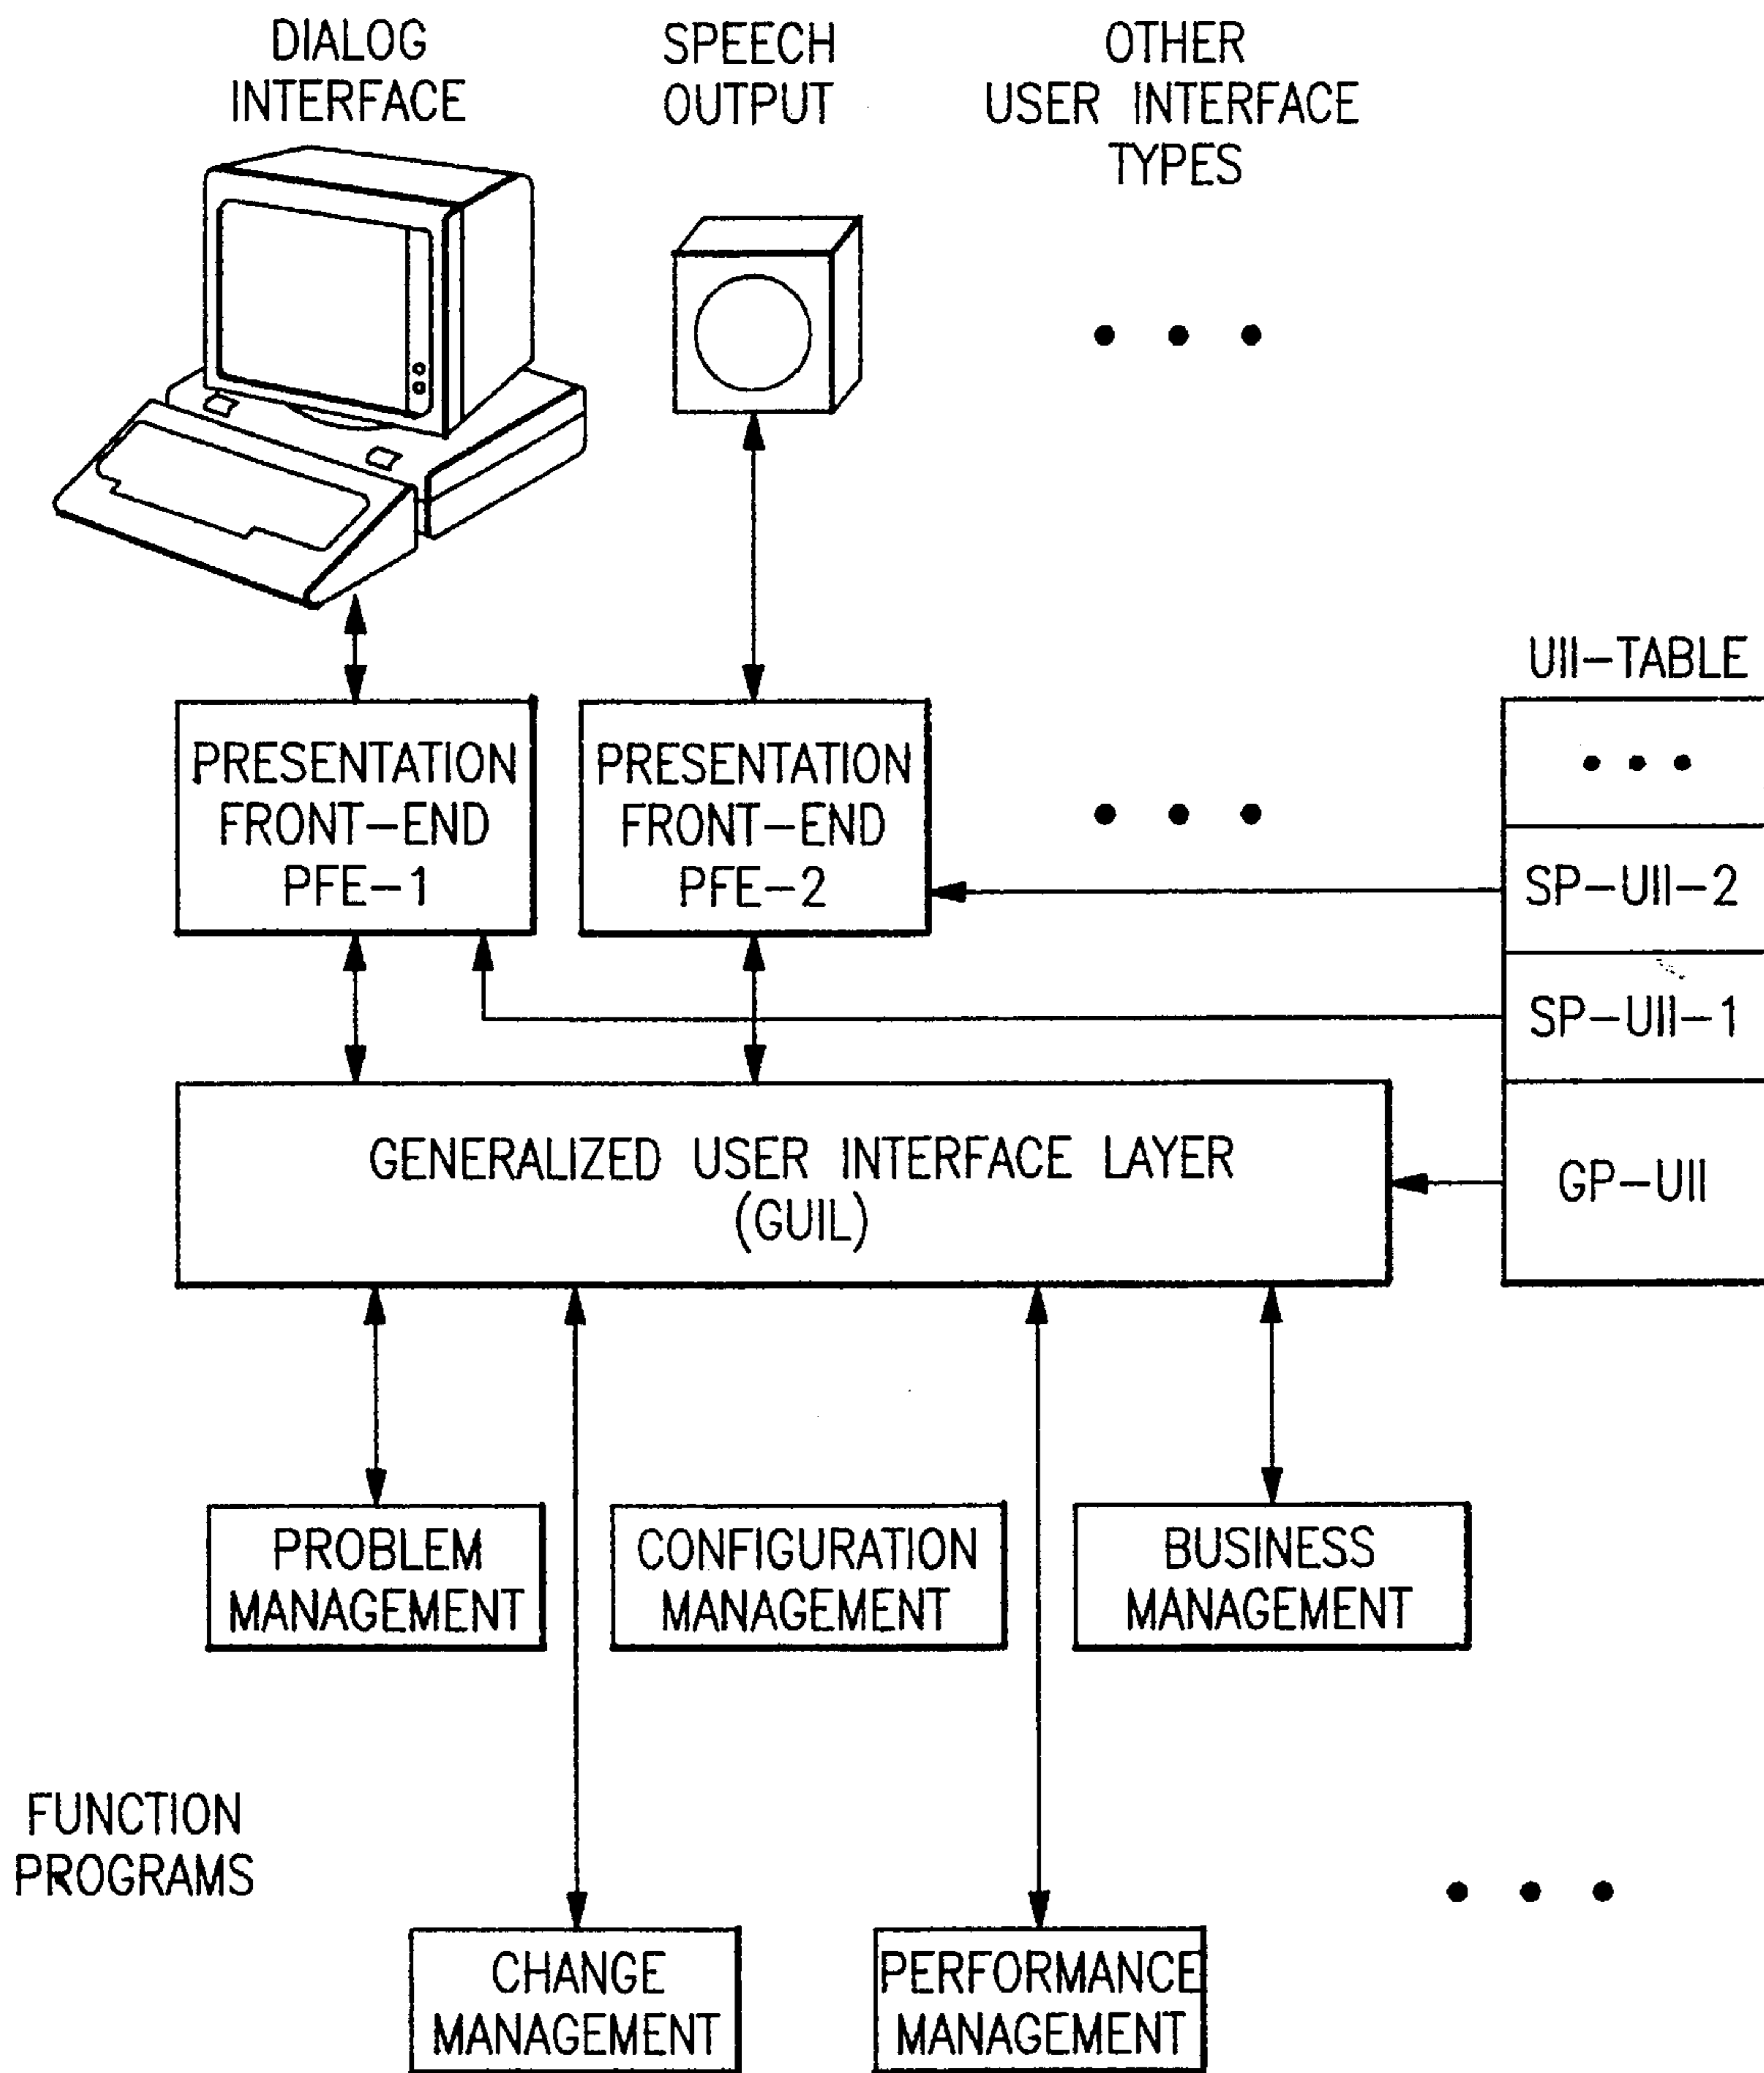 DIALOG
INTERFACE
SPEECH
OUTPUT
OTHER
USER INTERFACE
TYPES
UII-TABLE
PRESENTATION
FRONT-END
PFE-1
PRESENTATION
FRONT-END
PFE-2
SP-UII-2
SP-UII-1
GP-UII
GENERALIZED USER INTERFACE LAYER
(GUIL)
PROBLEM
MANAGEMENT
CONFIGURATION
MANAGEMENT
BUSINESS
MANAGEMENT
FUNCTION
PROGRAMS
CHANGE
MANAGEMENT
PERFORMANCE
MANAGEMENT